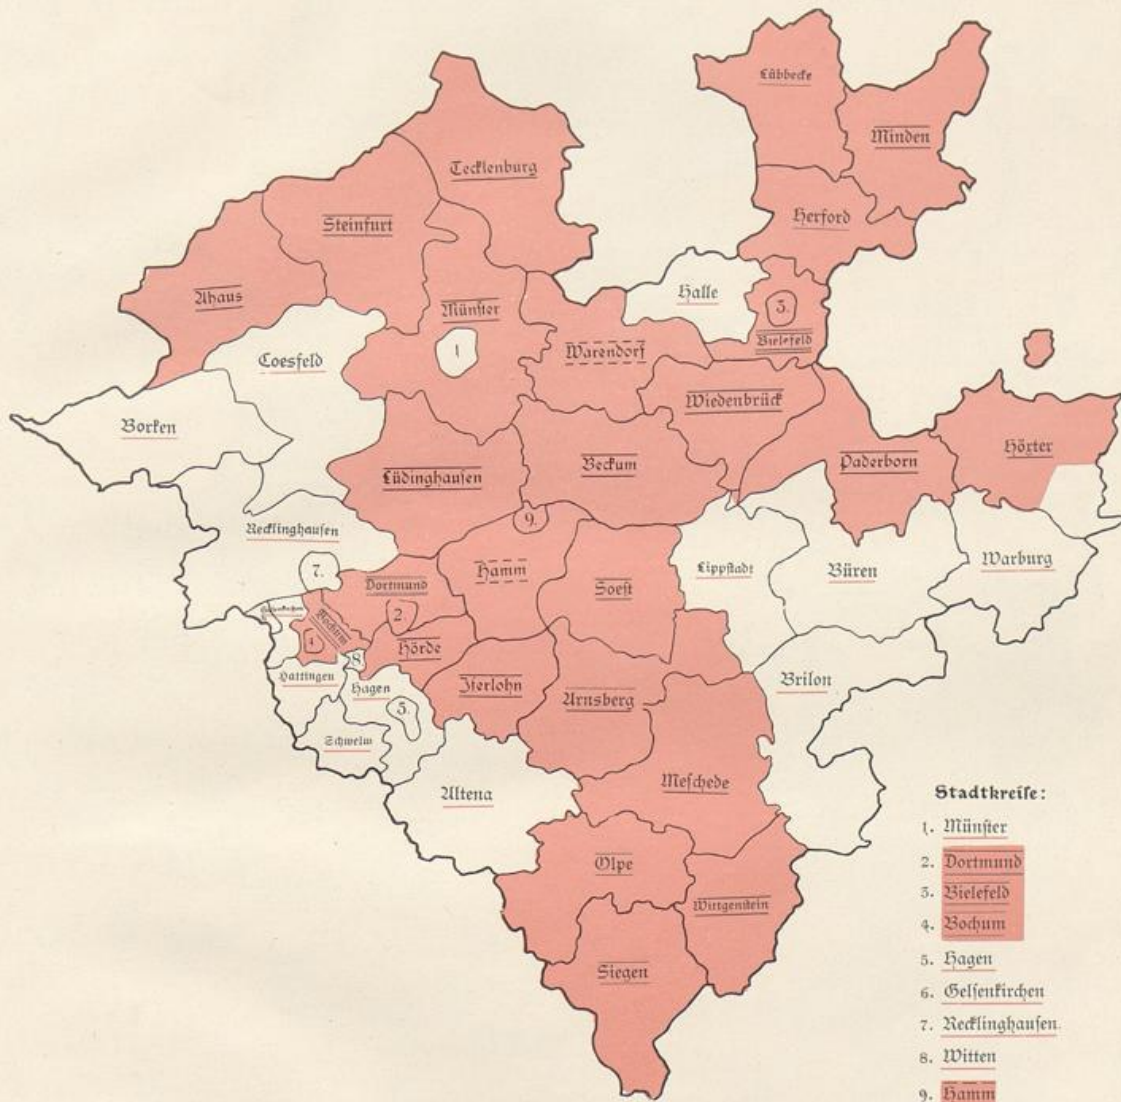 Lübbecke
Minden
Tecklenburg
Herford
Steinfurt
Halle
Ahaus
3.
Münster
Bielefeld
1
Warendorf
Coesfeld
Wiedenbrück
Borken
Höxter
Paderborn
Beckum
Lüdinghausen
9.
Recklinghausen
Warburg
Lippstadt
Büren
Hamm
7.
Dortmund
Soest
2.
Bochum
4.
Hörde
8.
Hattingen
Brilon
Iserlohn
Hagen
Arnsberg
5.
Schwelm
Meschede
Altena
Olpe
Wittgenstein
Siegen
Stadtkreise:
1. Münster
2. Dortmund
3. Bielefeld
4. Bochum
5. Hagen
6. Gelsenkirchen
7. Recklinghausen.
8. Witten
9. Hamm